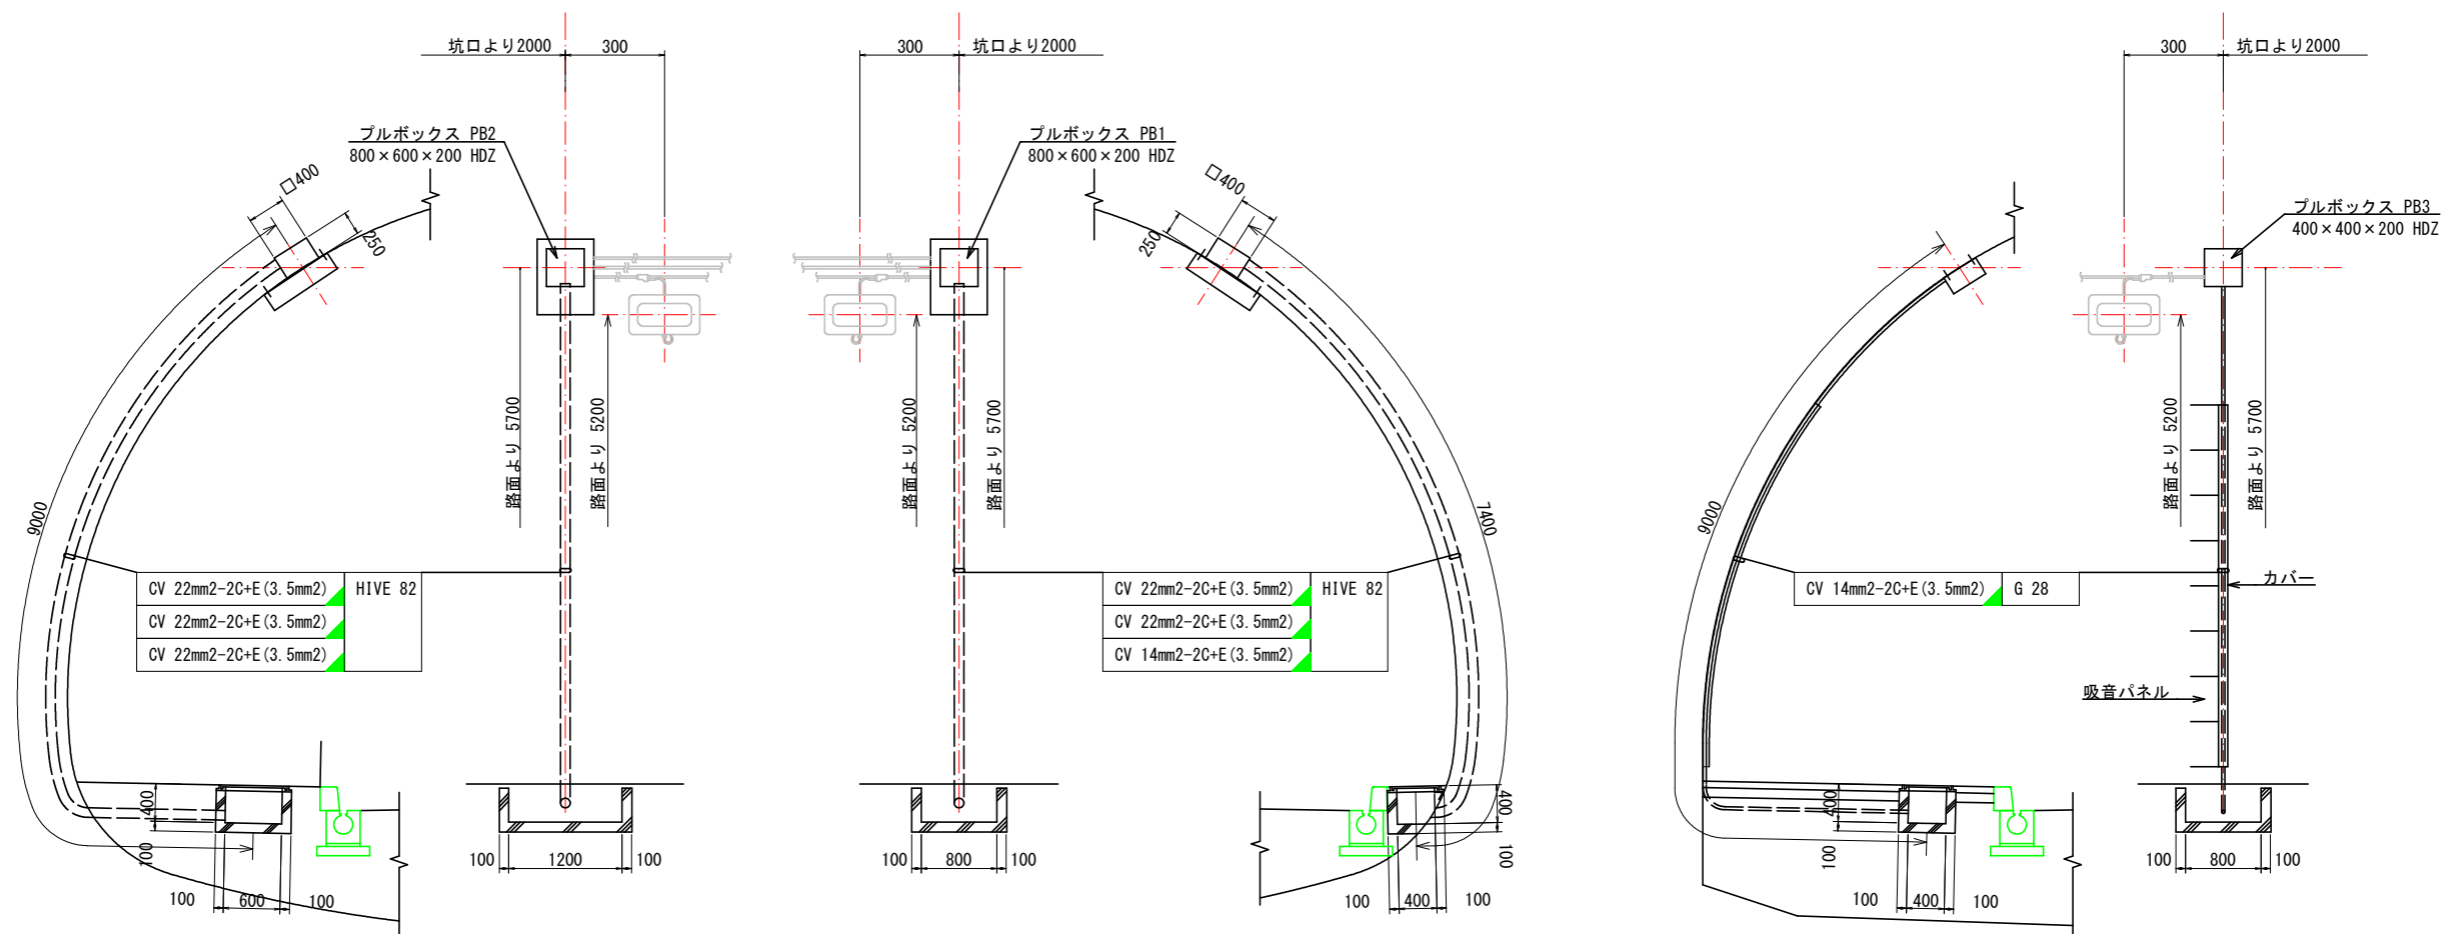 坑口より2000
300
プルボックス PB2
800×600×200 HDZ
□400
250
9000
路面より 5700
路面より 5200
CV 22mm2-2C+E(3.5mm2)
HIVE 82
CV 22mm2-2C+E(3.5mm2)
CV 22mm2-2C+E(3.5mm2)
400
100
100
600
100
100
1200
100
300
坑口より2000
プルボックス PB1
800×600×200 HDZ
□400
250
7400
路面より 5200
路面より 5700
CV 22mm2-2C+E(3.5mm2)
HIVE 82
CV 22mm2-2C+E(3.5mm2)
CV 14mm2-2C+E(3.5mm2)
100
800
100
400
100
100
400
100
300
坑口より2000
プルボックス PB3
400×400×200 HDZ
9000
路面より 5200
路面より 5700
CV 14mm2-2C+E(3.5mm2)
G 28
カバー
吸音パネル
400
100
100
400
100
100
800
100